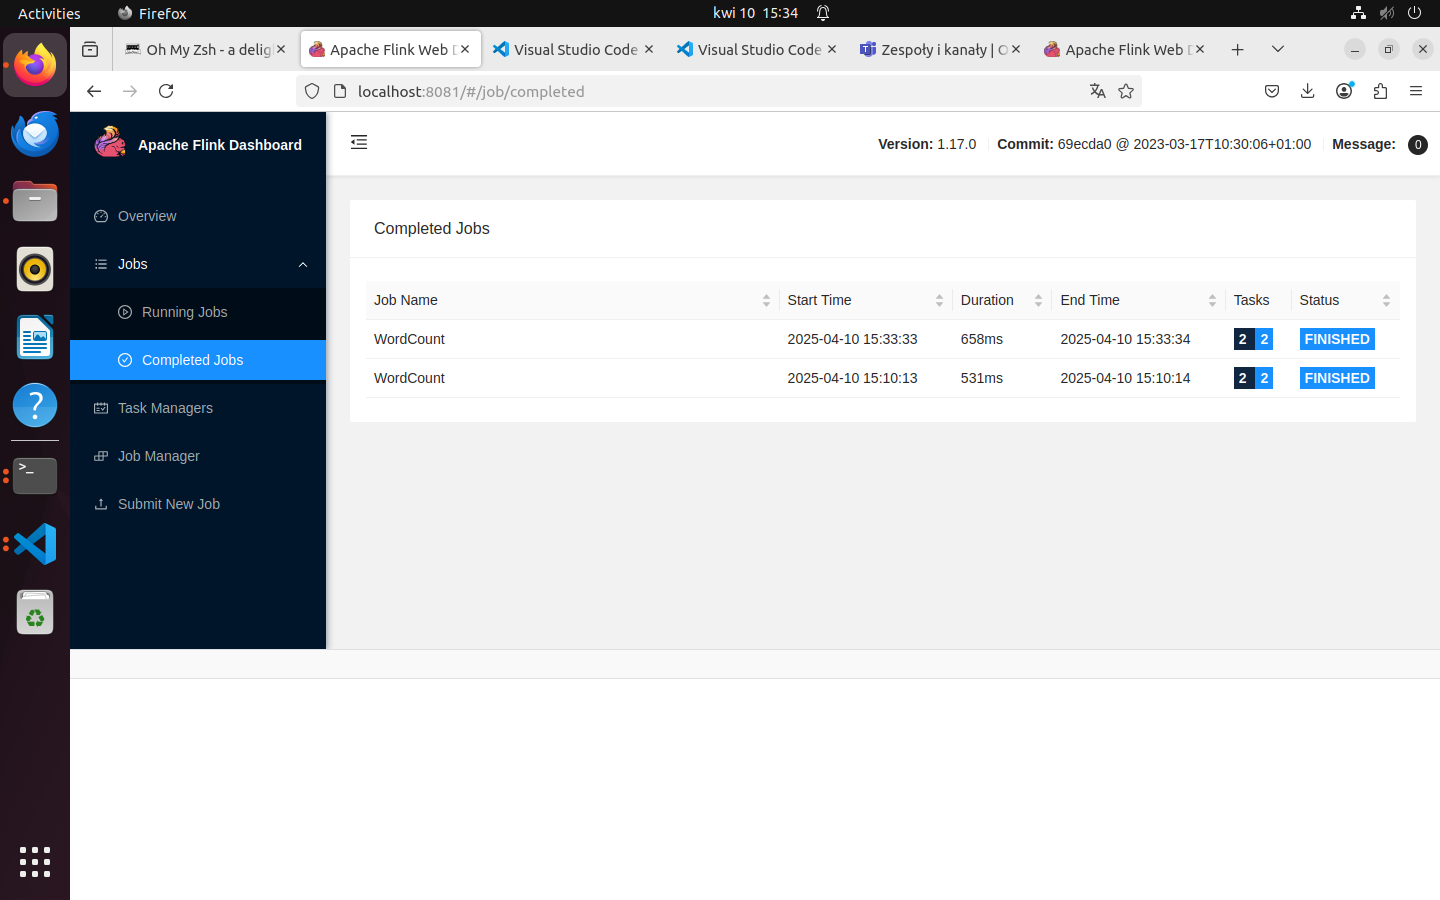 Activities
Firefox
kwi 10 15:34
Oh My Zsh - a delig
Apache Flink Web D
Visual Studio Code
Visual Studio Code
Zespoły i kanały | O
Apache Flink Web D
localhost:8081/#/job/completed
Apache Flink Dashboard
Version: 1.17.0
Commit: 69ecda0 @ 2023-03-17T10:30:06+01:00
Message: 0
Overview
Jobs
Running Jobs
Completed Jobs
Task Managers
Job Manager
Submit New Job
Completed Jobs
Job Name Start Time Duration End Time Tasks Status
WordCount 2025-04-10 15:33:33 658ms 2025-04-10 15:33:34 2 2 FINISHED
WordCount 2025-04-10 15:10:13 531ms 2025-04-10 15:10:14 2 2 FINISHED